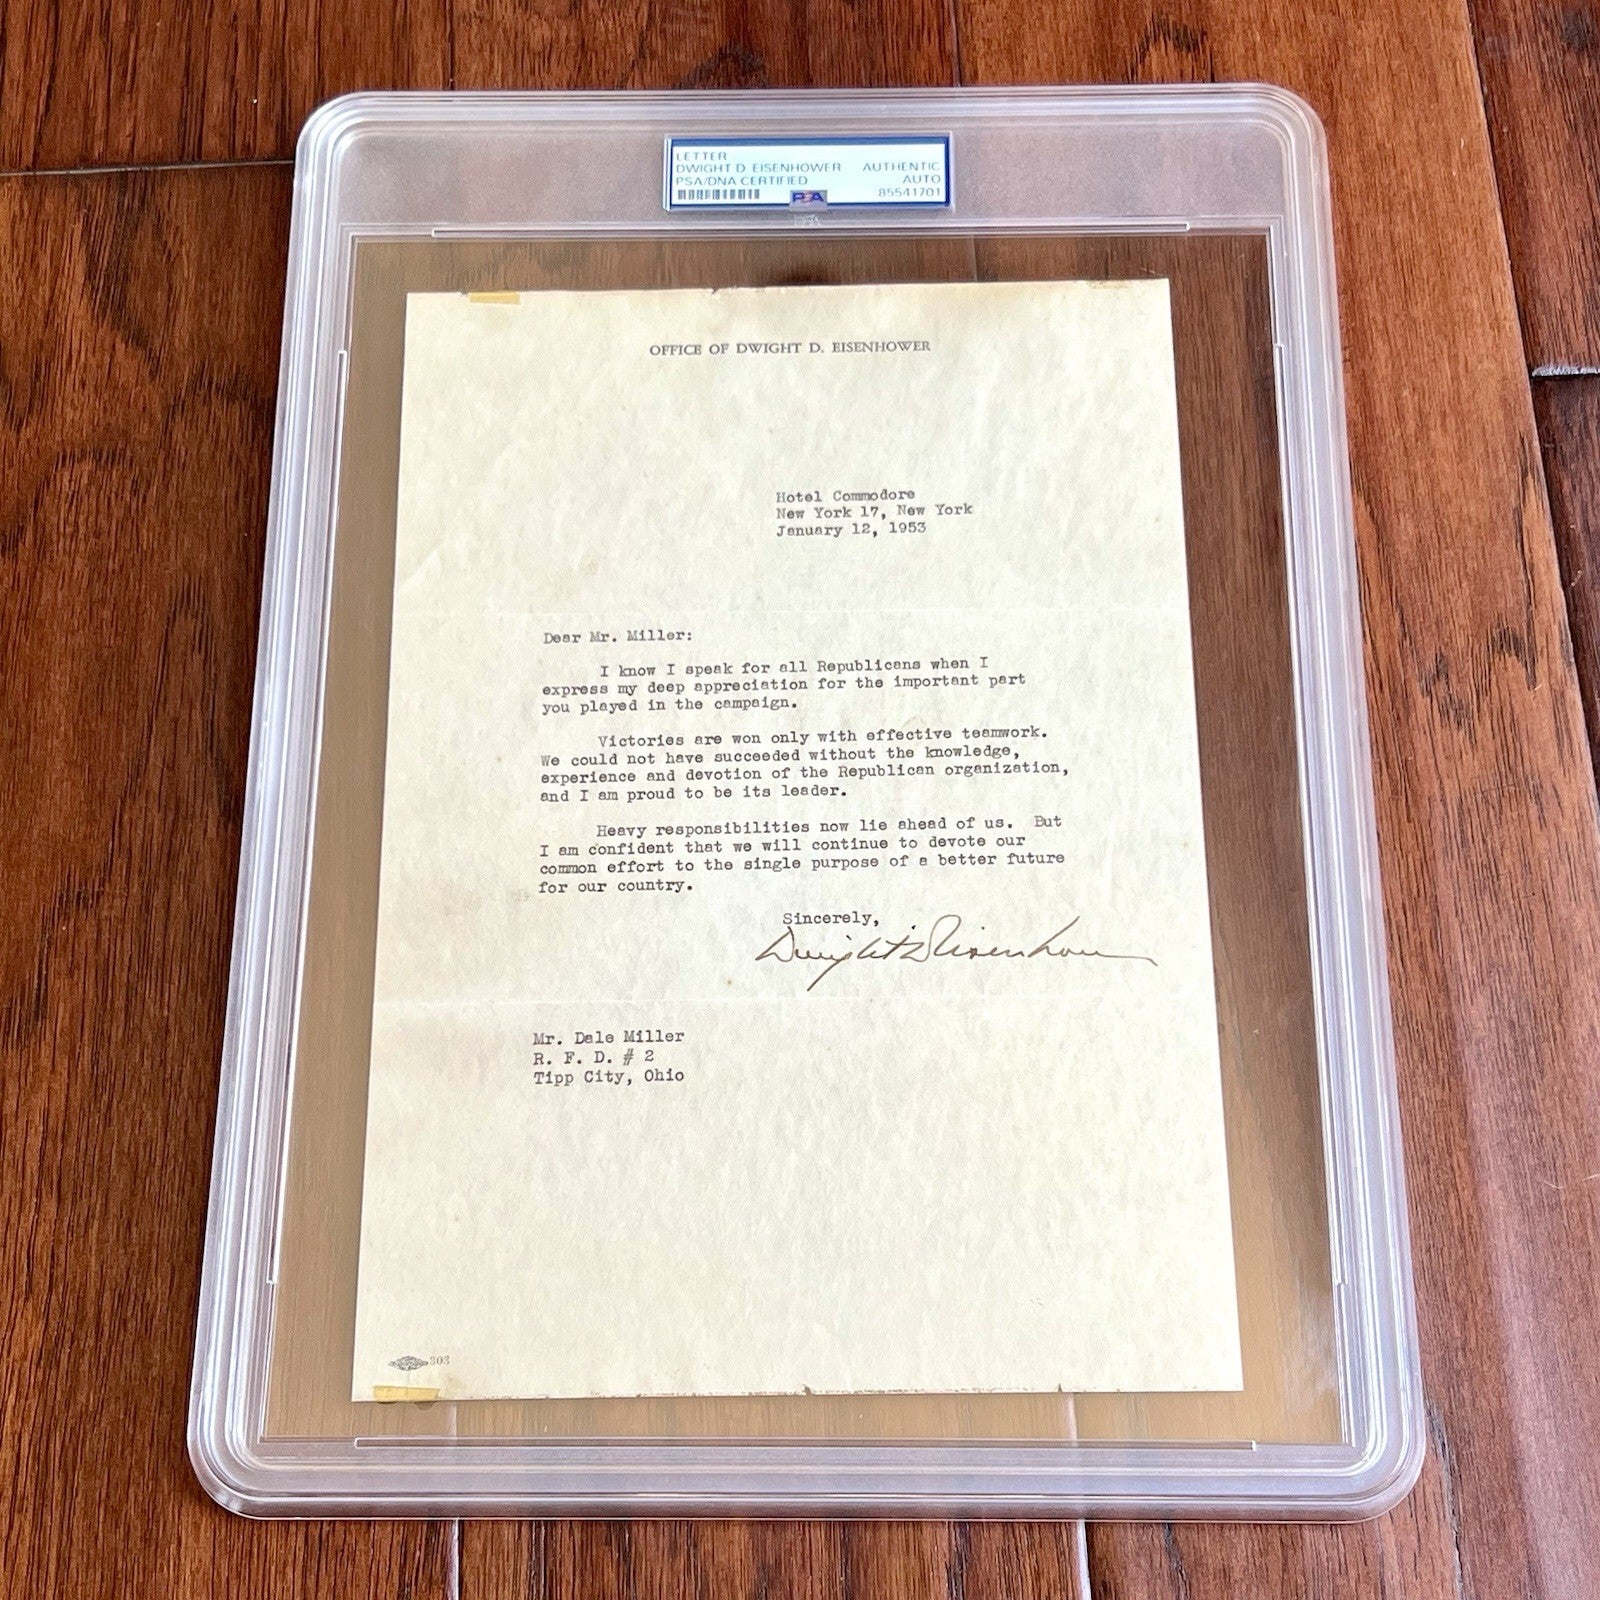 LETTER
DWIGHT D. EISENHOWER AUTHENTIC
PSA/DNA CERTIFIED AUTO
PSA 85541701
OFFICE OF DWIGHT D. EISENHOWER
Hotel Commodore
New York 17, New York
January 12, 1953
Dear Mr. Miller:
I know I speak for all Republicans when I
express my deep appreciation for the important part
you played in the campaign.
Victories are won only with effective teamwork.
We could not have succeeded without the knowledge,
experience and devotion of the Republican organization,
and I am proud to be its leader.
Heavy responsibilities now lie ahead of us. But
I am confident that we will continue to devote our
common effort to the single purpose of a better future
for our country.
Sincerely,
Dwight D Eisenhower
Mr. Dale Miller
R. F. D. # 2
Tipp City, Ohio
303